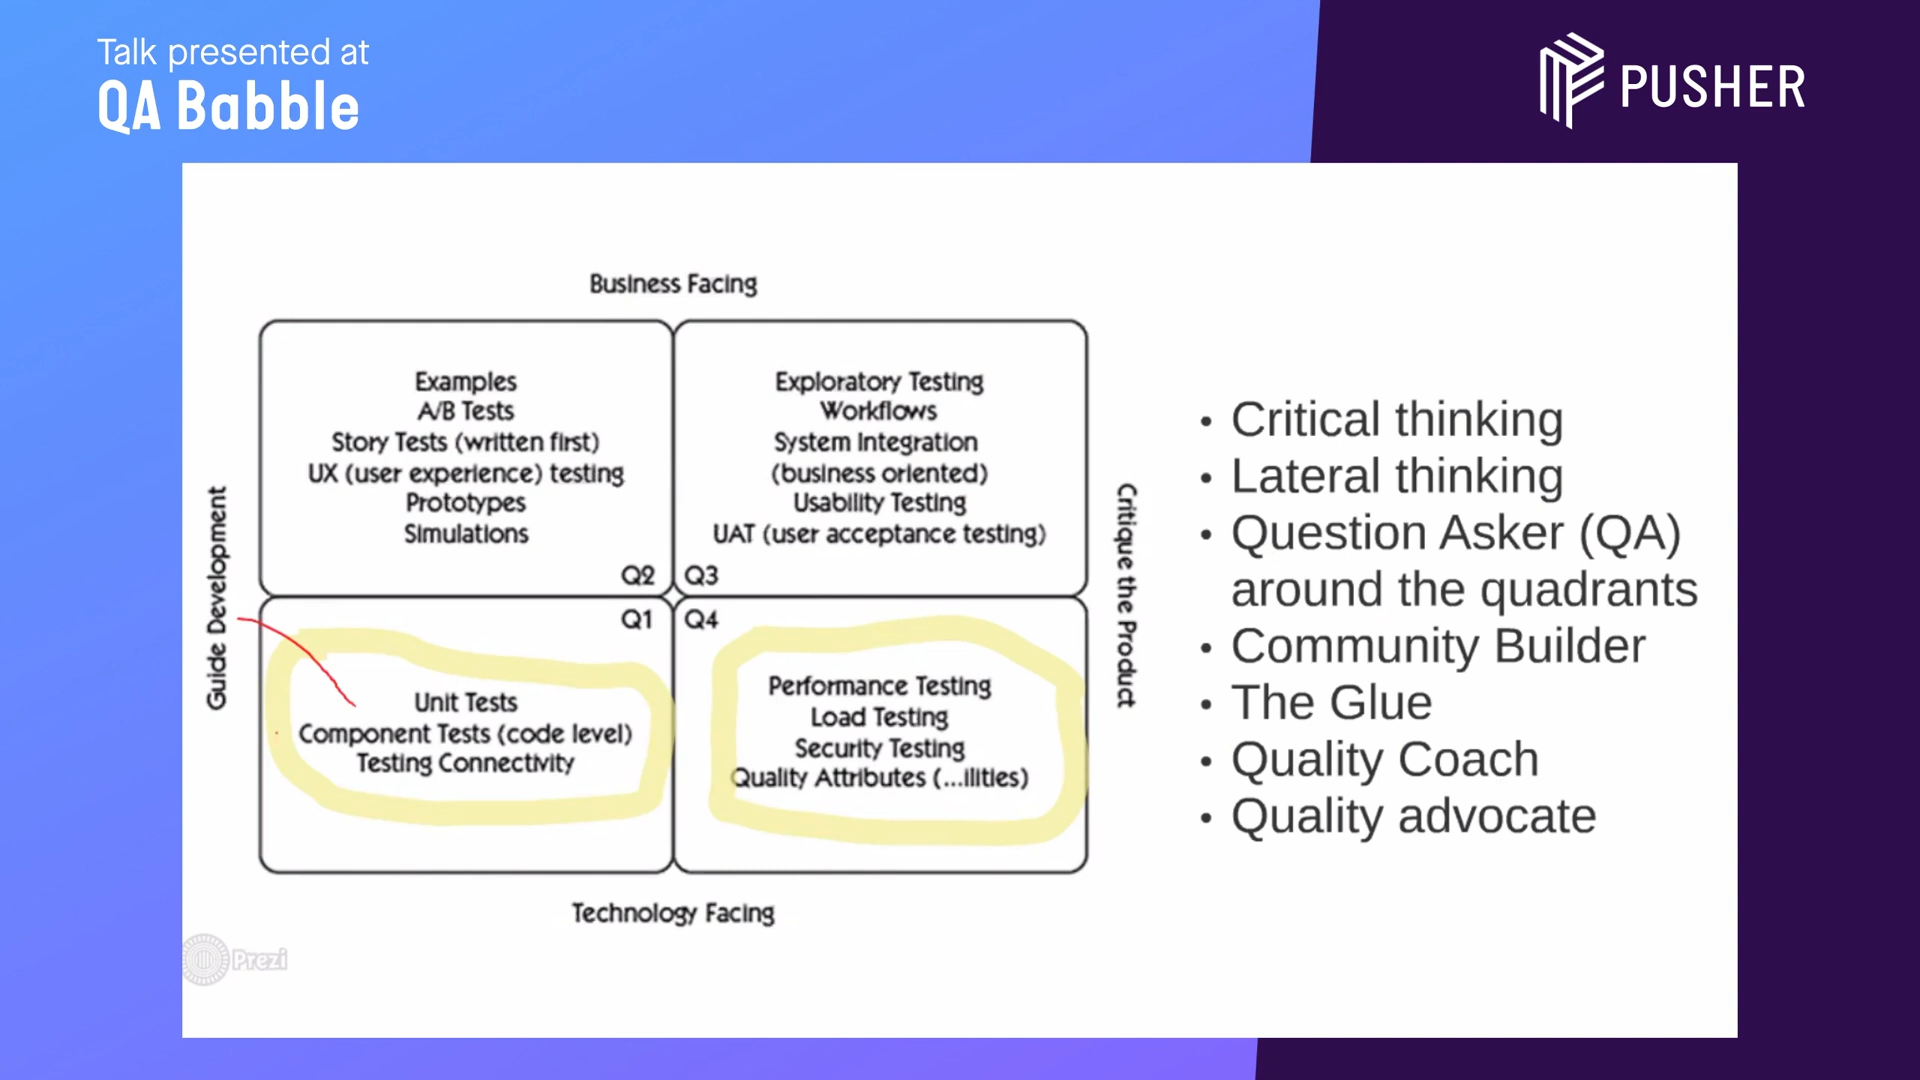 Talk presented at
QA Babble
PUSHER
Business Facing
Guide Development
Examples
A/B Tests
Story Tests (written first)
UX (user experience) testing
Prototypes
Simulations
Q2
Exploratory Testing
Workflows
System Integration
(business oriented)
Usability Testing
UAT (user acceptance testing)
Q3
Q1
Unit Tests
Component Tests (code level)
Testing Connectivity
Q4
Performance Testing
Load Testing
Security Testing
Quality Attributes (...ilities)
Critique the Product
Technology Facing
• Critical thinking
• Lateral thinking
• Question Asker (QA)
around the quadrants
• Community Builder
• The Glue
• Quality Coach
• Quality advocate
Prezi